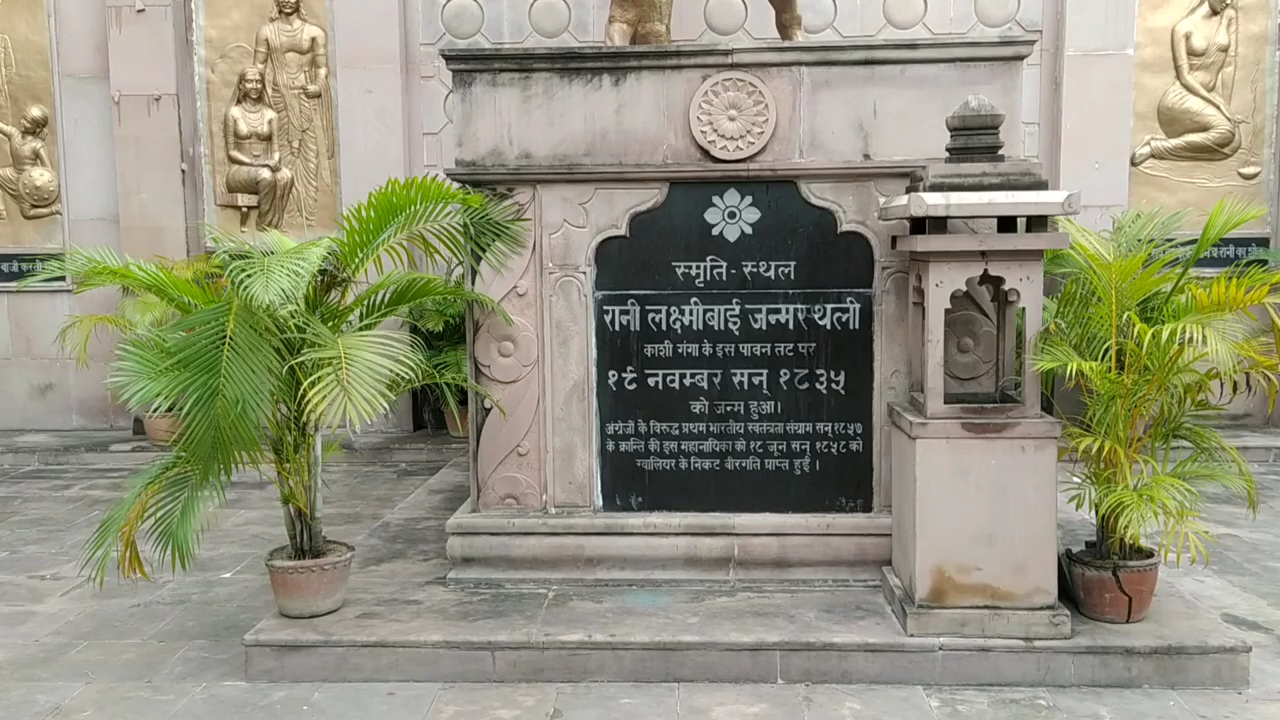 स्मृति - स्थल
रानी लक्ष्मीबाई जन्मस्थली
काशी गंगा के इस पावन तट पर
१९ नवम्बर सन् १८३५
को जन्म हुआ।
अंग्रेजों के विरुद्ध प्रथम भारतीय स्वतंत्रता संग्राम सन् १८५७
के क्रान्ति की इस महानायिका को १८ जून सन् १८५८ को
ग्वालियर के निकट वीरगति प्राप्त हुई ।
बाजी करती
रानी का शोक